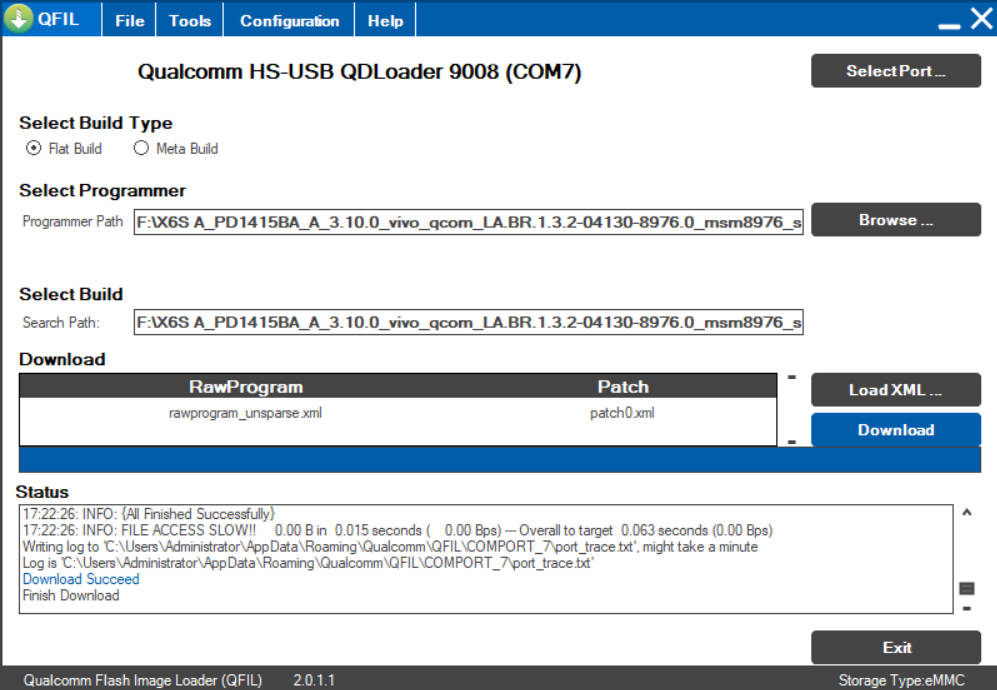 QFIL File Tools Configuration Help
Qualcomm HS-USB QDLoader 9008 (COM7)
Select Port ...
Select Build Type
Flat Build Meta Build
Select Programmer
Programmer Path F:\X6S A_PD1415BA_A_3.10.0_vivo_qcom_LA.BR.1.3.2-04130-8976.0_msm8976_s
Browse ...
Select Build
Search Path: F:\X6S A_PD1415BA_A_3.10.0_vivo_qcom_LA.BR.1.3.2-04130-8976.0_msm8976_s
Download
RawProgram Patch
rawprogram_unsparse.xml patch0.xml
Load XML ...
Download
Status
17:22:26: INFO: {All Finished Successfully}
17:22:26: INFO: FILE ACCESS SLOW!! 0.00 B in 0.015 seconds ( 0.00 Bps) --- Overall to target 0.063 seconds (0.00 Bps)
Writing log to 'C:\Users\Administrator\AppData\Roaming\Qualcomm\QFIL\COMPORT_7\port_trace.txt', might take a minute
Log is 'C:\Users\Administrator\AppData\Roaming\Qualcomm\QFIL\COMPORT_7\port_trace.txt'
Download Succeed
Finish Download
Exit
Qualcomm Flash Image Loader (QFIL) 2.0.1.1 Storage Type:eMMC